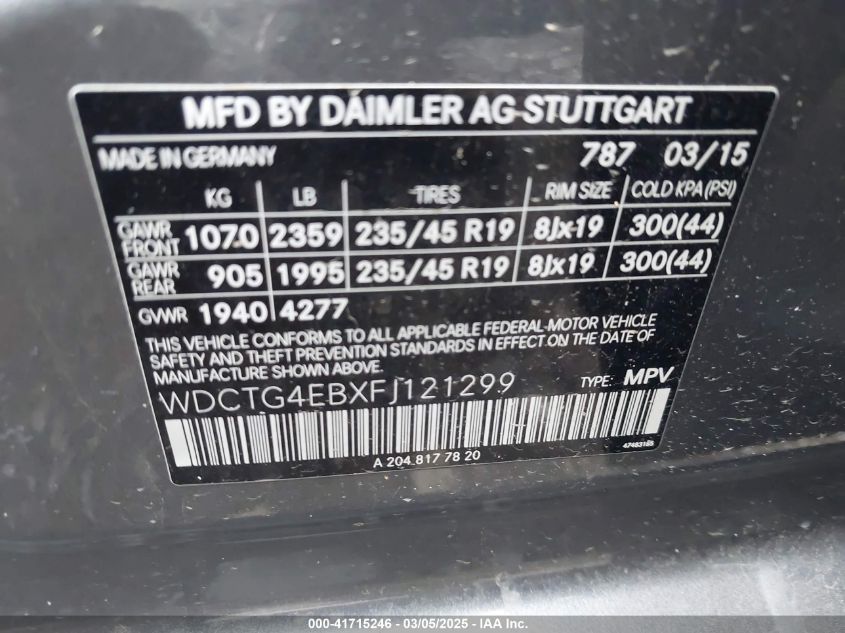 MFD BY DAIMLER AG-STUTTGART
MADE IN GERMANY 787 03/15
KG LB TIRES RIM SIZE COLD KPA (PSI)
GAWR FRONT 1070 2359 235/45 R19 8Jx19 300(44)
GAWR REAR 905 1995 235/45 R19 8Jx19 300(44)
GVWR 1940 4277
THIS VEHICLE CONFORMS TO ALL APPLICABLE FEDERAL-MOTOR VEHICLE
SAFETY AND THEFT PREVENTION STANDARDS IN EFFECT ON THE DATE OF
MANUFACTURE SHOWN ABOVE.
WDCTG4EBXFJ121299 TYPE: MPV
A 204 817 78 20
000-41715246 - 03/05/2025 - IAA, Inc.